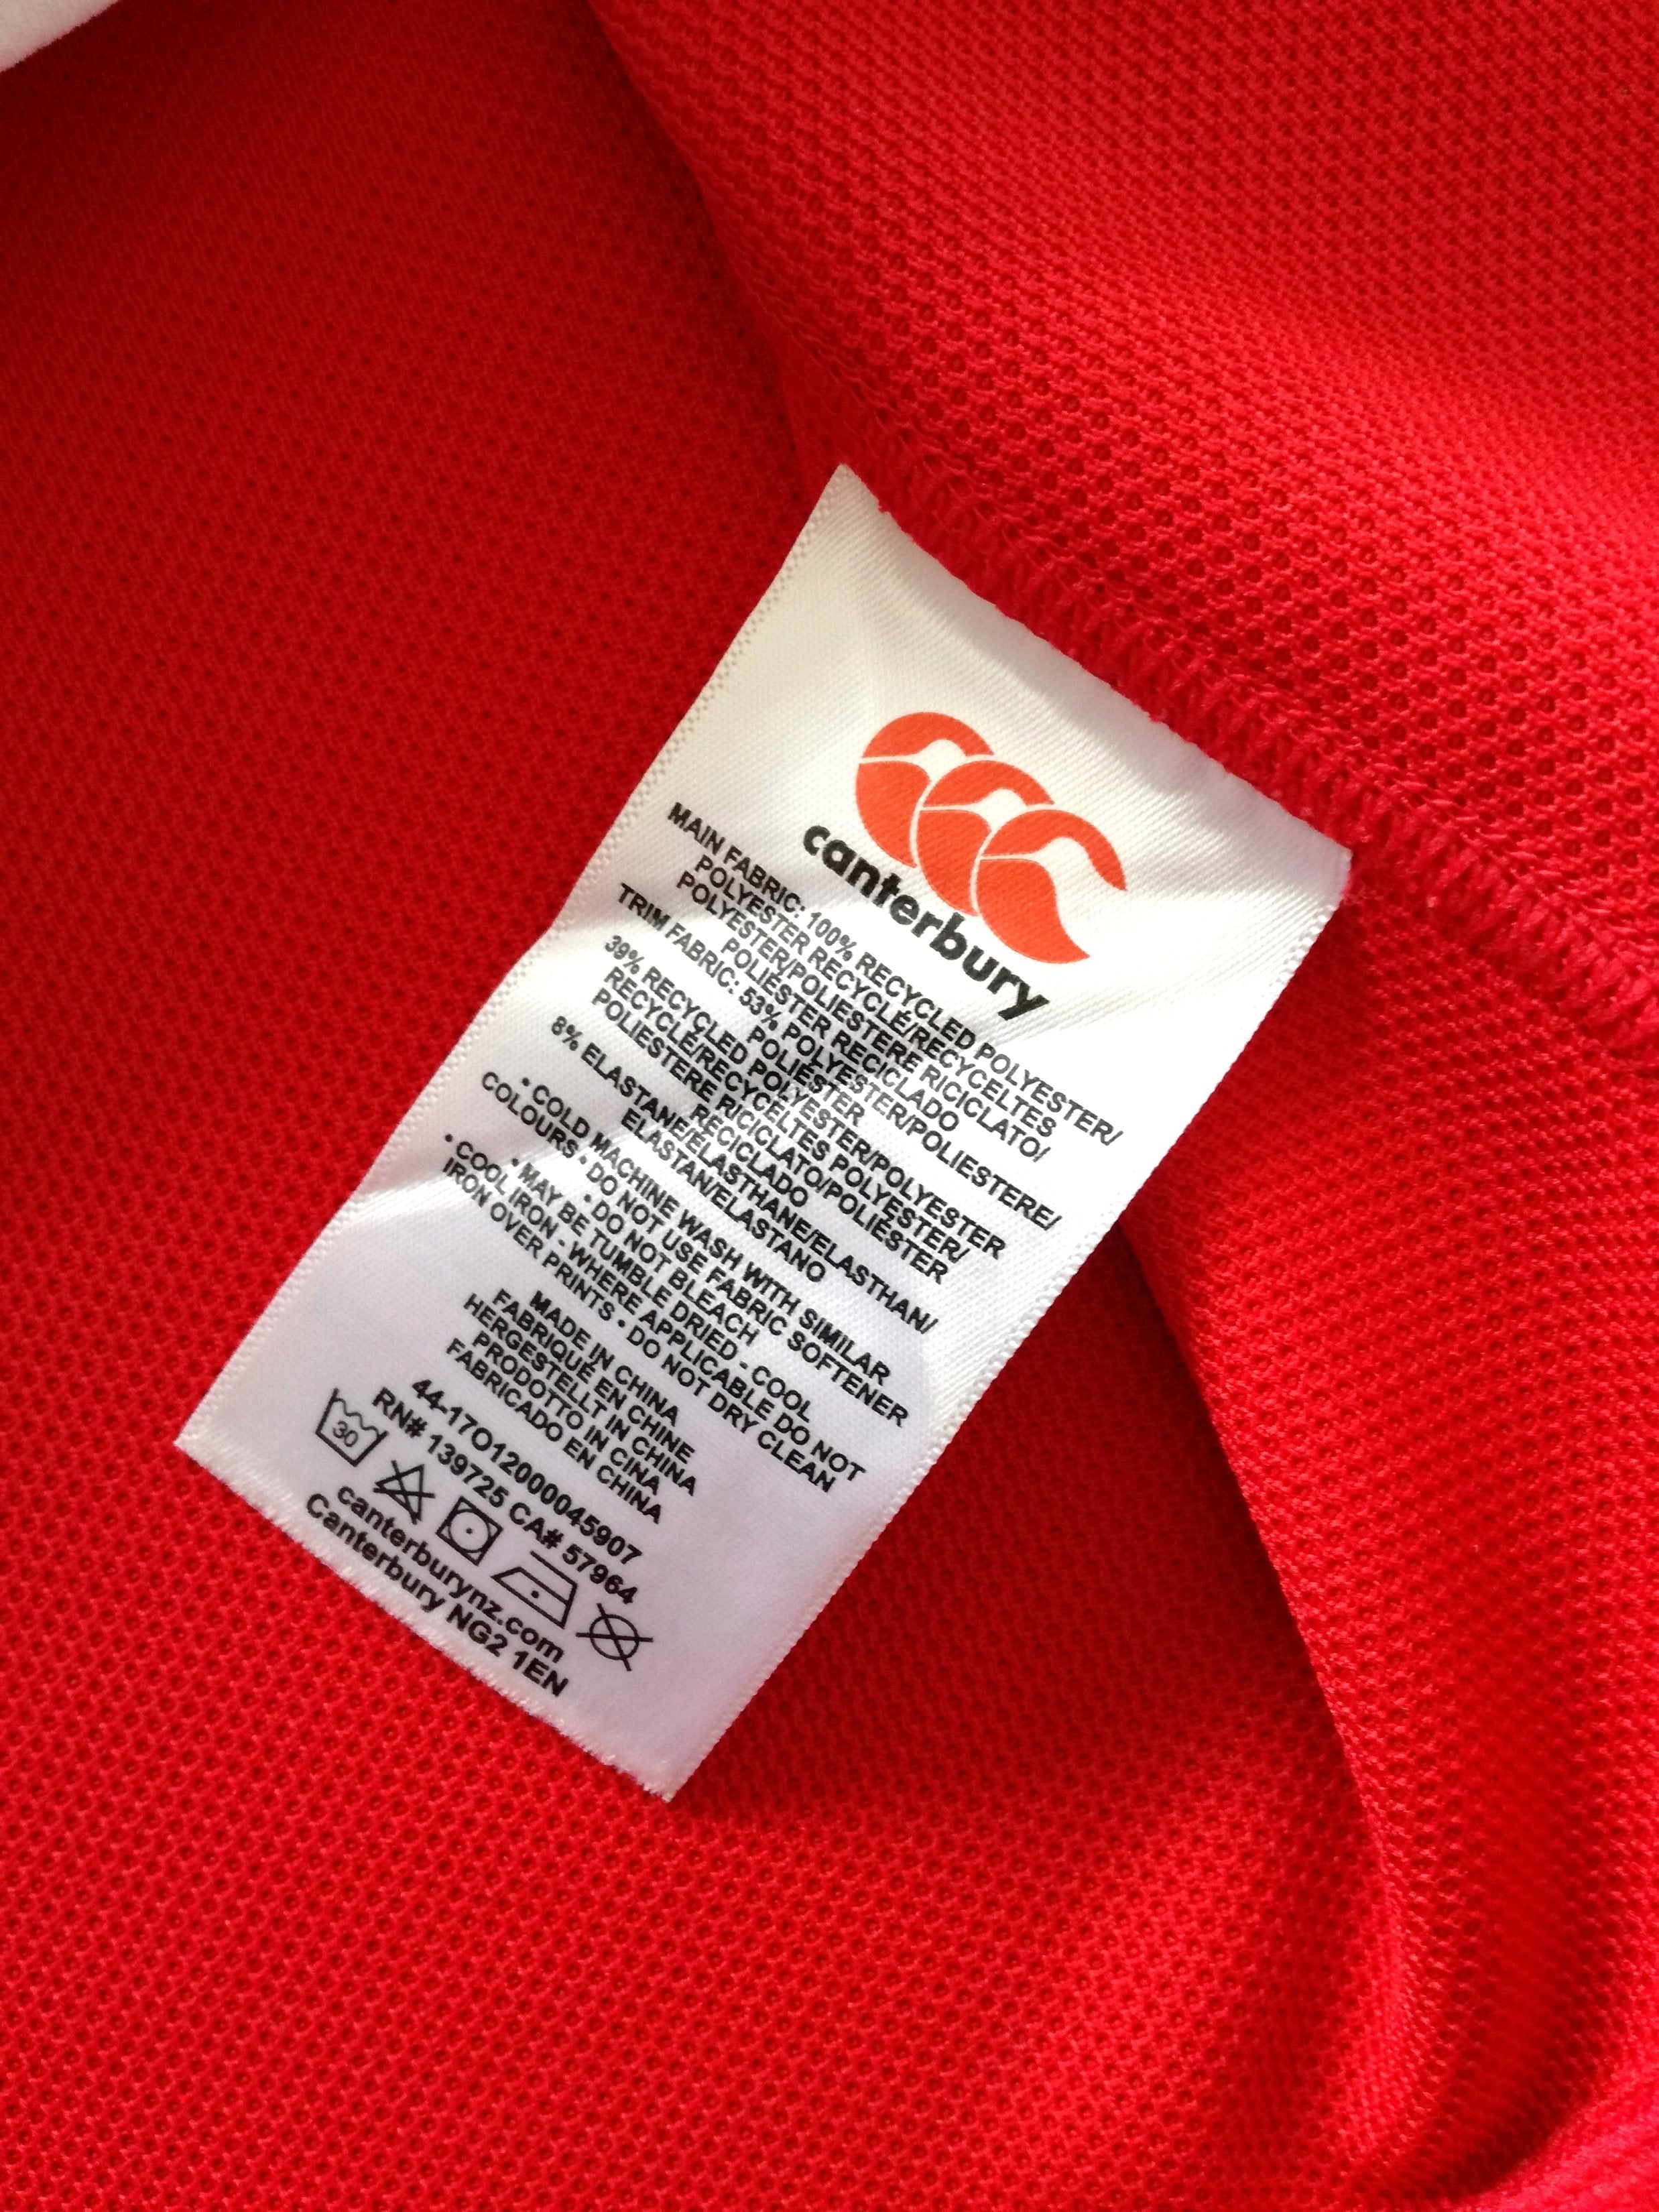 canterbury
MAIN FABRIC: 100% RECYCLED POLYESTER/
POLYESTER RECYCLÉ/RECYCELTES
POLYESTER/POLIESTERE RICICLATO/
POLIÉSTER RECICLADO
TRIM FABRIC: 53% POLYESTER/POLIESTERE/
POLIÉSTER
39% RECYCLED POLYESTER/POLYESTER
RECYCLÉ/RECYCELTES POLYESTER/
POLIESTERE RICICLATO/POLIÉSTER
RECICLADO
8% ELASTANE/ÉLASTHANE/ELASTHAN/
ELASTAN/ELASTANO
• COLD MACHINE WASH WITH SIMILAR
COLOURS • DO NOT USE FABRIC SOFTENER
• DO NOT BLEACH
• MAY BE TUMBLE DRIED - COOL
• COOL IRON - WHERE APPLICABLE DO NOT
IRON OVER PRINTS • DO NOT DRY CLEAN
MADE IN CHINA
FABRIQUÉ EN CHINE
HERGESTELLT IN CHINA
PRODOTTO IN CINA
FABRICADO EN CHINA
44-17O12000045907
RN# 139725 CA# 57964
30
canterburynz.com
Canterbury NG2 1EN